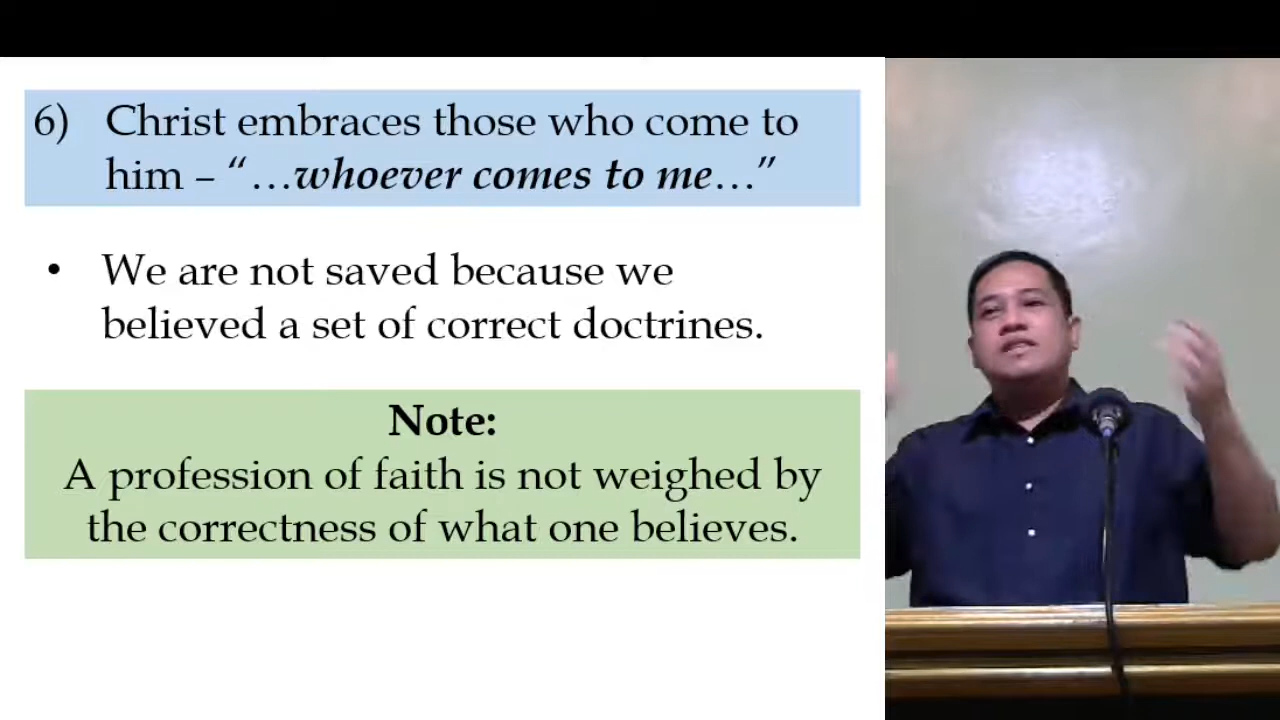 6) Christ embraces those who come to
him – “…whoever comes to me…”
• We are not saved because we
believed a set of correct doctrines.
Note:
A profession of faith is not weighed by
the correctness of what one believes.